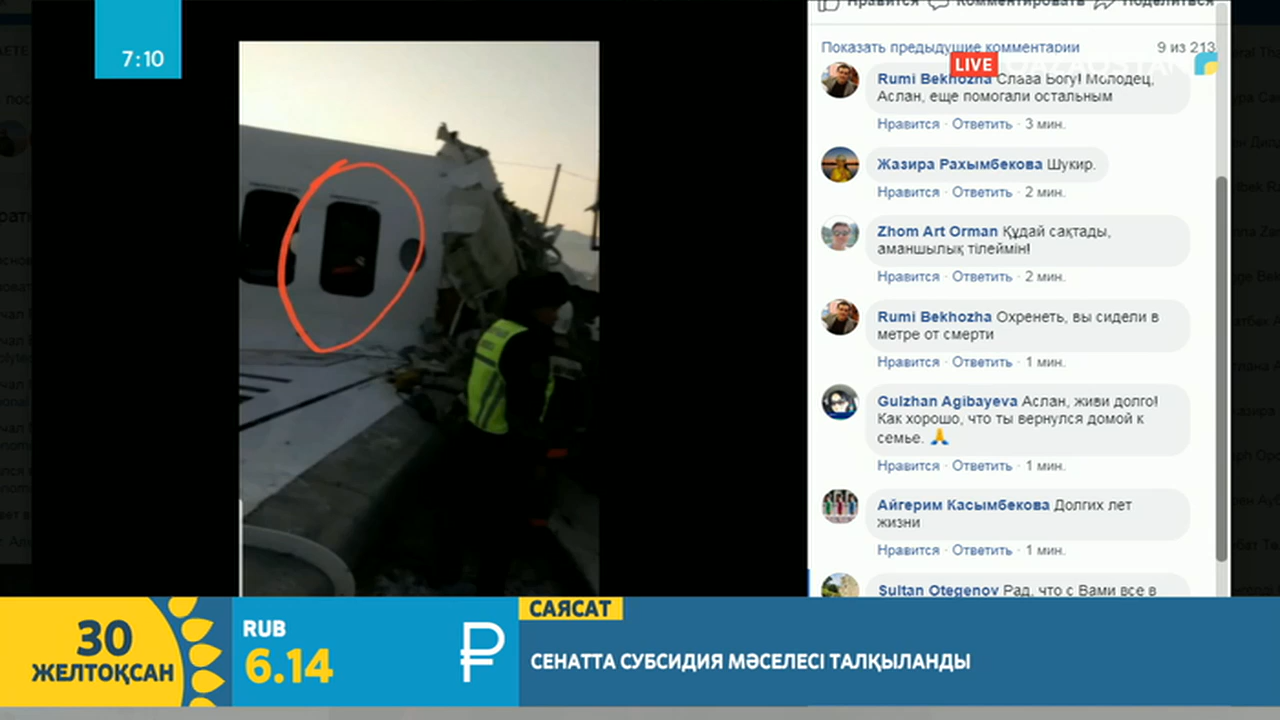 7:10
Нравится Комментировать Поделиться
Показать предыдущие комментарии 9 из 213
LIVE QAZAQSTAN
Rumi Bekhozha Слава Богу! Молодец,
Аслан, еще помогали остальным
Нравится · Ответить · 3 мин.
Жазира Рахымбекова Шукир.
Нравится · Ответить · 2 мин.
Zhom Art Orman Құдай сақтады,
аманшылық тілеймін!
Нравится · Ответить · 2 мин.
Rumi Bekhozha Охренеть, вы сидели в
метре от смерти
Нравится · Ответить · 1 мин.
Gulzhan Agibayeva Аслан, живи долго!
Как хорошо, что ты вернулся домой к
семье. 🙏
Нравится · Ответить · 1 мин.
Айгерим Касымбекова Долгих лет
жизни
Нравится · Ответить · 1 мин.
Sultan Otegenov Рад, что с Вами все в
30
ЖЕЛТОҚСАН
RUB
6.14
₽
САЯСАТ
СЕНАТТА СУБСИДИЯ МӘСЕЛЕСІ ТАЛҚЫЛАНДЫ